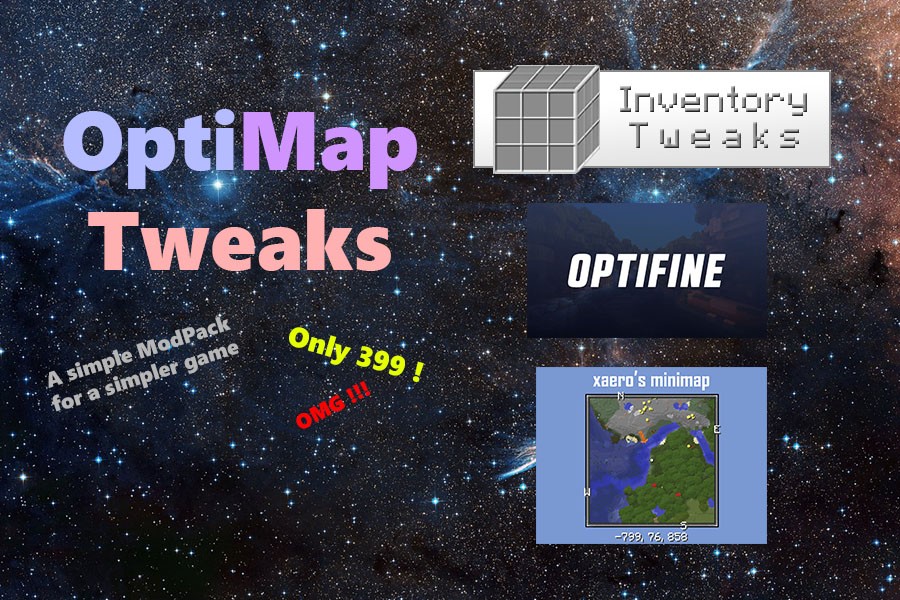 OptiMap
Tweaks
A simple ModPack
for a simpler game
Only 399 !
OMG !!!
Inventory
Tweaks
OPTIFINE
xaero's minimap
N
E
W
S
-799, 76, 858